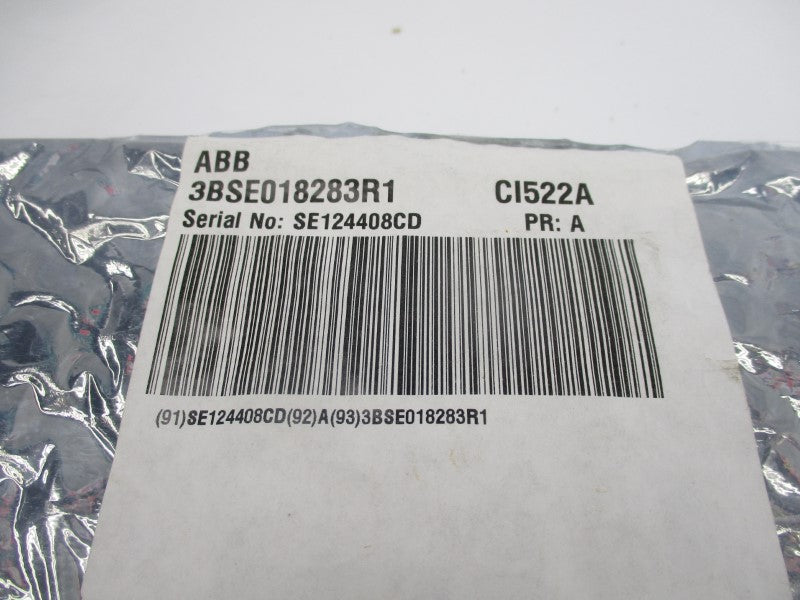 ABB
3BSE018283R1 CI522A
Serial No: SE124408CD PR: A
(91)SE124408CD(92)A(93)3BSE018283R1